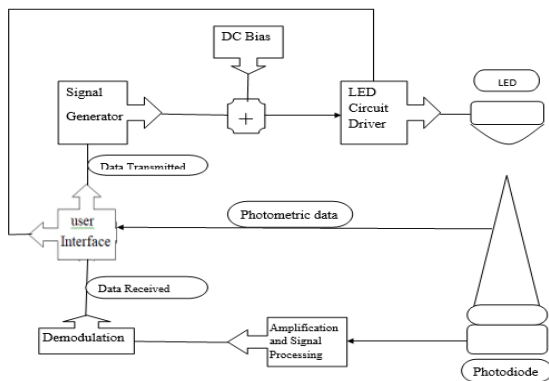 DC Bias
Signal
Generator
+
LED
Circuit
Driver
LED
Data Transmitted
user
Interface
Photometric data
Data Received
Demodulation
Amplification
and Signal
Processing
Photodiode